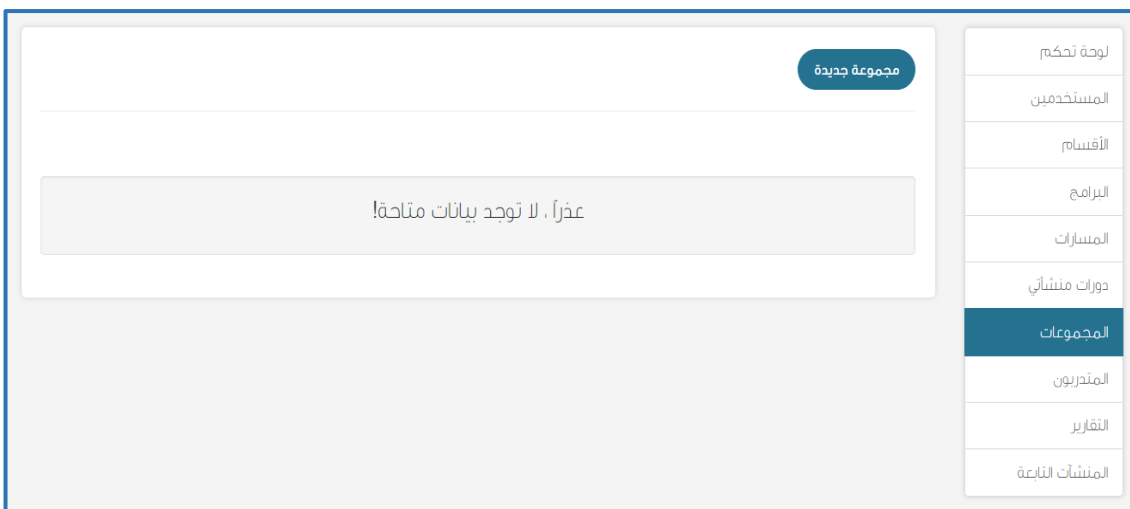 لوحة تحكم
المستخدمين
الأقسام
البرامج
المسارات
دورات منشأتي
المجموعات
المتدربون
التقارير
المنشآت التابعة
مجموعة جديدة
عذراً ، لا توجد بيانات متاحة!